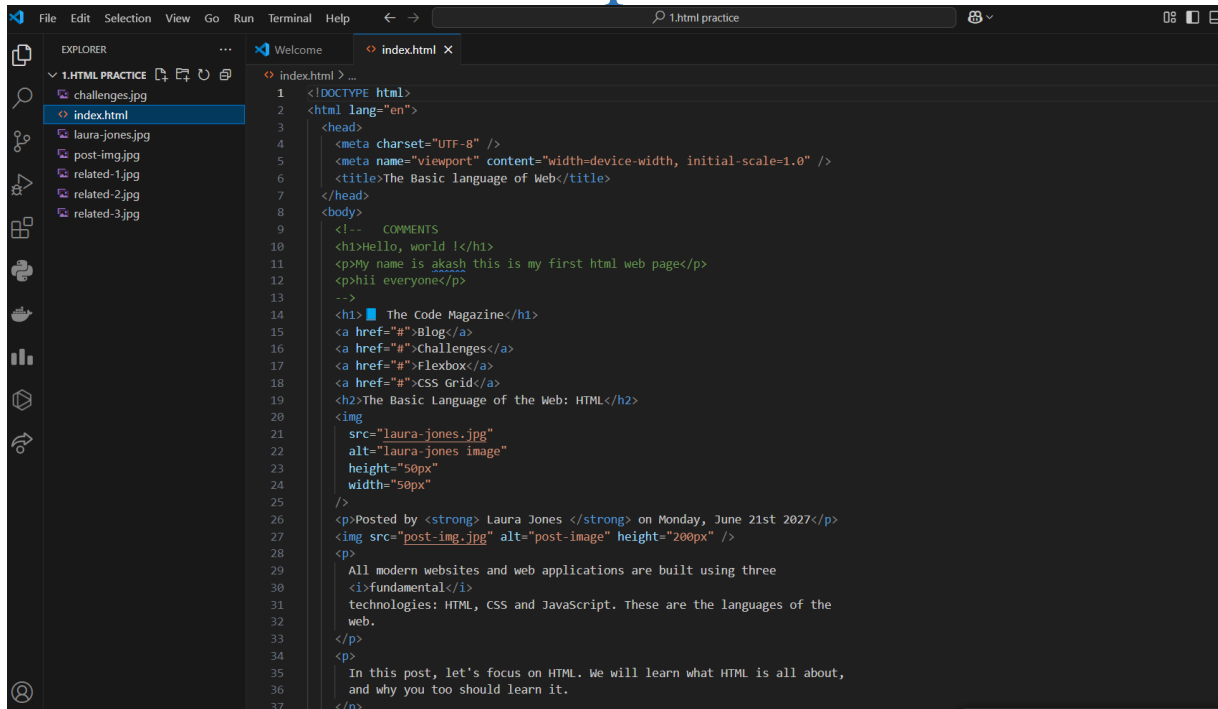 File Edit Selection View Go Run Terminal Help
1.html practice
EXPLORER
1.HTML PRACTICE
challenges.jpg
index.html
laura-jones.jpg
post-img.jpg
related-1.jpg
related-2.jpg
related-3.jpg
Welcome
index.html
index.html > ...
1 <!DOCTYPE html>
2 <html lang="en">
3 <head>
4 <meta charset="UTF-8" />
5 <meta name="viewport" content="width=device-width, initial-scale=1.0" />
6 <title>The Basic language of Web</title>
7 </head>
8 <body>
9 <!-- COMMENTS
10 <h1>Hello, world !</h1>
11 <p>My name is akash this is my first html web page</p>
12 <p>hii everyone</p>
13 -->
14 <h1>📘 The Code Magazine</h1>
15 <a href="#">Blog</a>
16 <a href="#">Challenges</a>
17 <a href="#">Flexbox</a>
18 <a href="#">CSS Grid</a>
19 <h2>The Basic Language of the Web: HTML</h2>
20 <img
21 src="laura-jones.jpg"
22 alt="laura-jones image"
23 height="50px"
24 width="50px"
25 />
26 <p>Posted by <strong> Laura Jones </strong> on Monday, June 21st 2027</p>
27 <img src="post-img.jpg" alt="post-image" height="200px" />
28 <p>
29 All modern websites and web applications are built using three
30 <i>fundamental</i>
31 technologies: HTML, CSS and JavaScript. These are the languages of the
32 web.
33 </p>
34 <p>
35 In this post, let's focus on HTML. We will learn what HTML is all about,
36 and why you too should learn it.
37 </p>